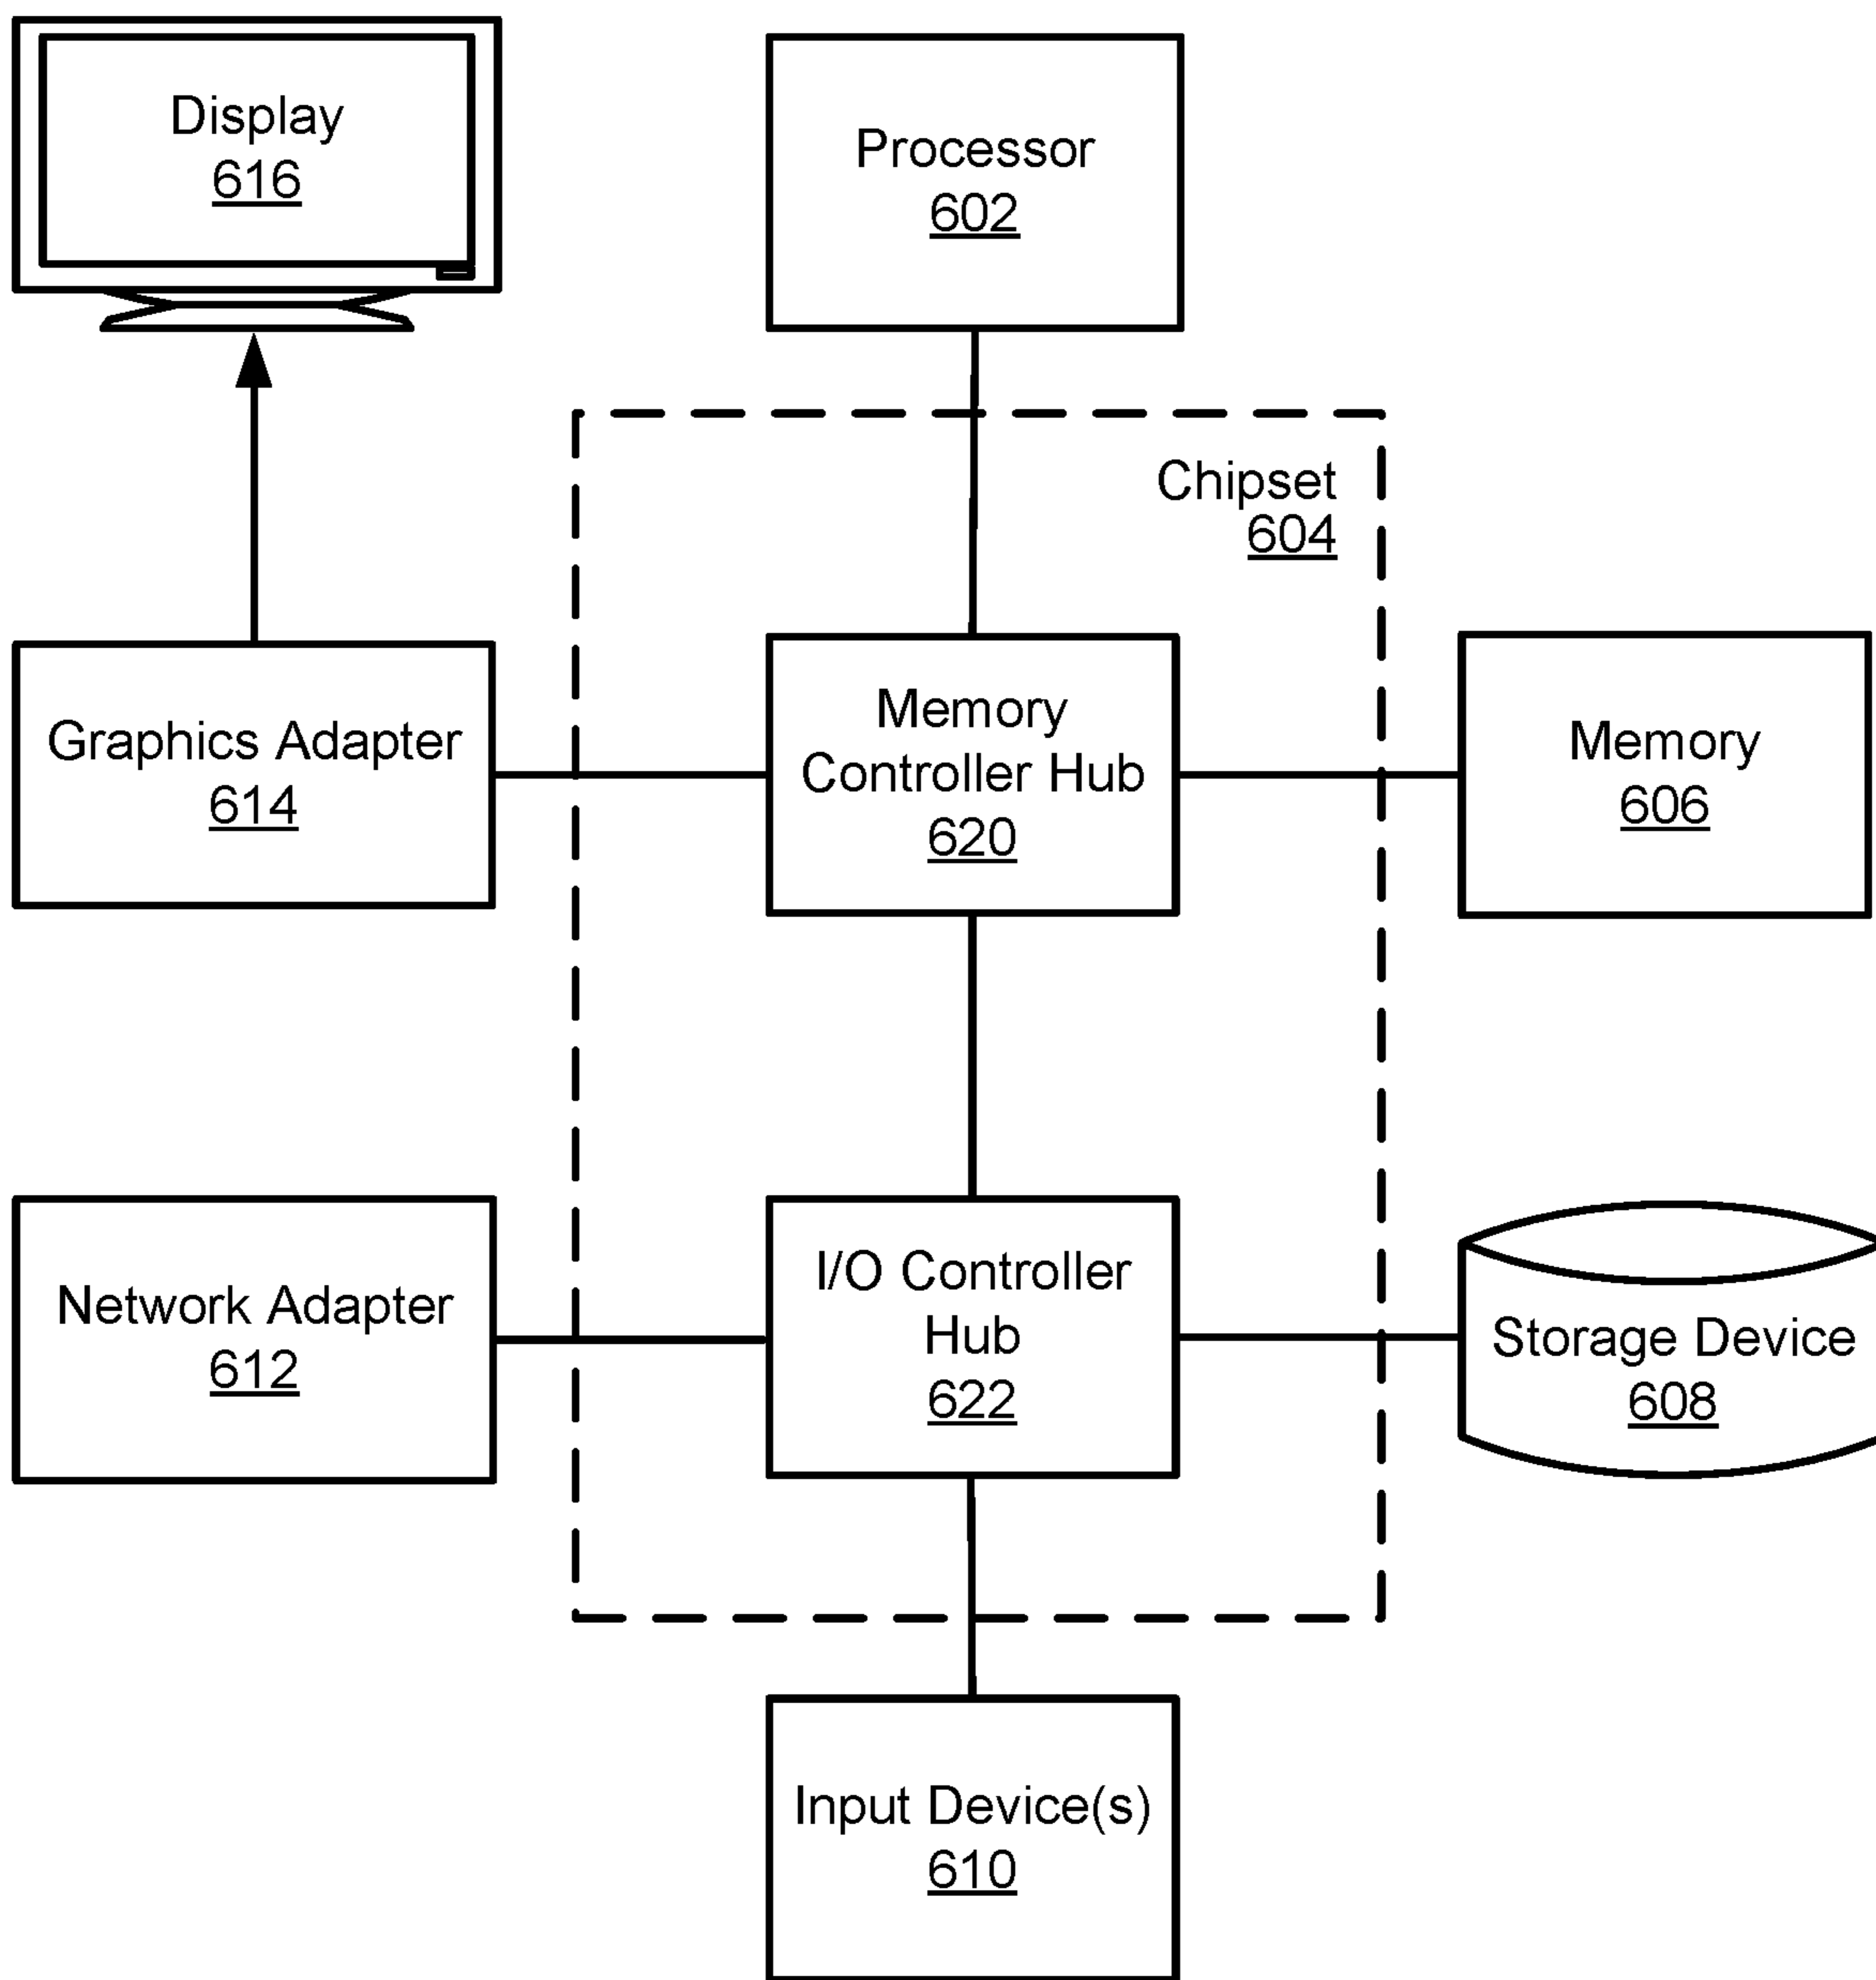 Display
616
Processor
602
Chipset
604
Graphics Adapter
614
Memory
Controller Hub
620
Memory
606
Network Adapter
612
I/O Controller
Hub
622
Storage Device
608
Input Device(s)
610